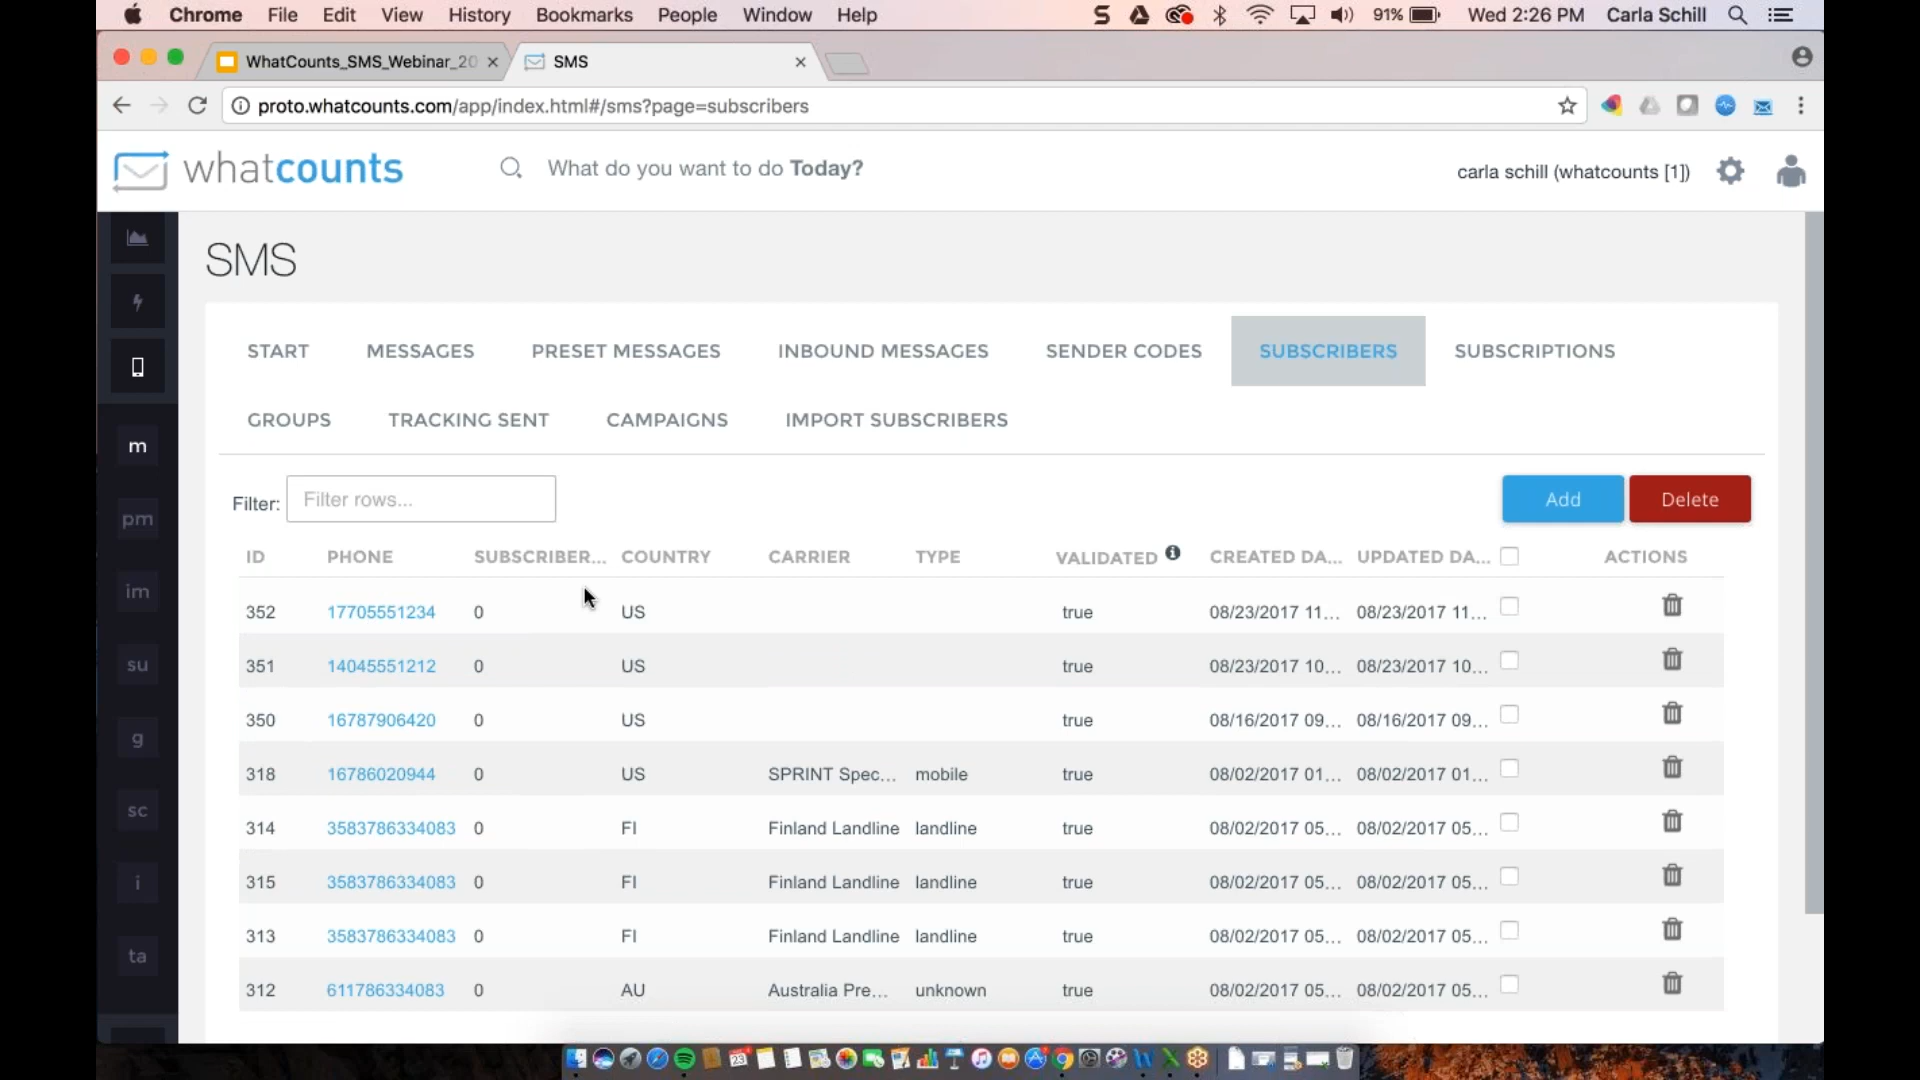 Chrome File Edit View History Bookmarks People Window Help 91% Wed 2:26 PM Carla Schill
WhatCounts_SMS_Webinar_20 SMS
proto.whatcounts.com/app/index.html#/sms?page=subscribers
whatcounts What do you want to do Today? carla schill (whatcounts [1])
SMS
START MESSAGES PRESET MESSAGES INBOUND MESSAGES SENDER CODES SUBSCRIBERS SUBSCRIPTIONS
GROUPS TRACKING SENT CAMPAIGNS IMPORT SUBSCRIBERS
m
pm
im
su
g
sc
i
ta
Filter: Filter rows... Add Delete
ID PHONE SUBSCRIBER... COUNTRY CARRIER TYPE VALIDATED CREATED DA... UPDATED DA... ACTIONS
352 17705551234 0 US true 08/23/2017 11... 08/23/2017 11...
351 14045551212 0 US true 08/23/2017 10... 08/23/2017 10...
350 16787906420 0 US true 08/16/2017 09... 08/16/2017 09...
318 16786020944 0 US SPRINT Spec... mobile true 08/02/2017 01... 08/02/2017 01...
314 3583786334083 0 FI Finland Landline landline true 08/02/2017 05... 08/02/2017 05...
315 3583786334083 0 FI Finland Landline landline true 08/02/2017 05... 08/02/2017 05...
313 3583786334083 0 FI Finland Landline landline true 08/02/2017 05... 08/02/2017 05...
312 611786334083 0 AU Australia Pre... unknown true 08/02/2017 05... 08/02/2017 05...
23